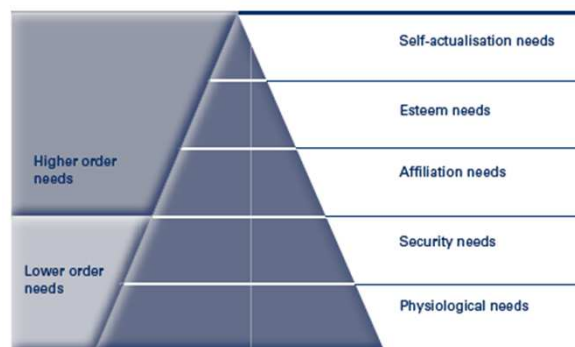 Self-actualisation needs
Esteem needs
Higher order
needs
Affiliation needs
Security needs
Lower order
needs
Physiological needs